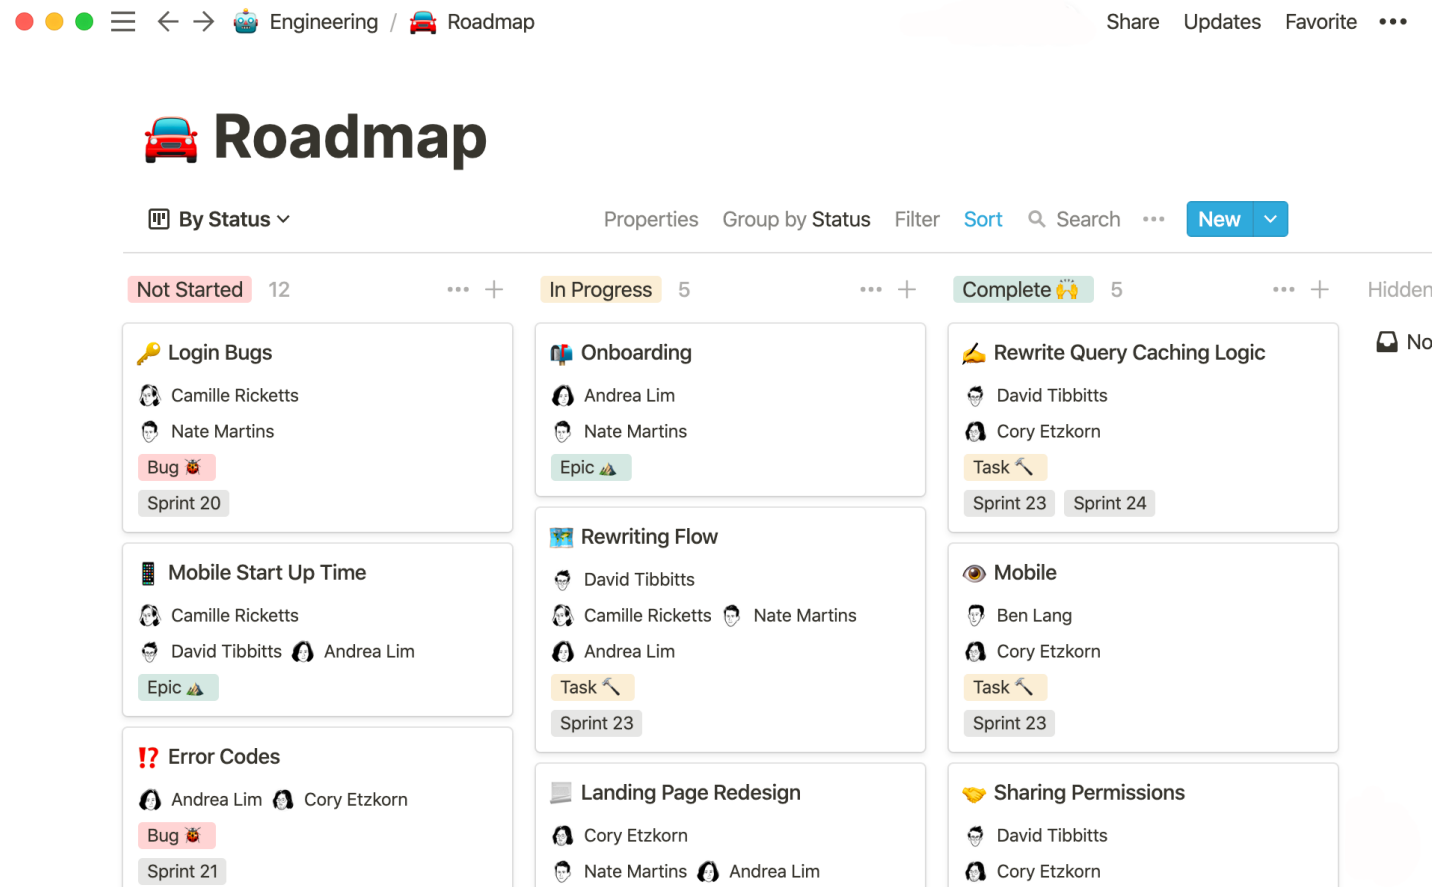 Engineering / Roadmap Share Updates Favorite
Roadmap
By Status Properties Group by Status Filter Sort Search New
Not Started 12
Login Bugs
Camille Ricketts
Nate Martins
Bug
Sprint 20
Mobile Start Up Time
Camille Ricketts
David Tibbitts Andrea Lim
Epic
Error Codes
Andrea Lim Cory Etzkorn
Bug
Sprint 21
In Progress 5
Onboarding
Andrea Lim
Nate Martins
Epic
Rewriting Flow
David Tibbitts
Camille Ricketts Nate Martins
Andrea Lim
Task
Sprint 23
Landing Page Redesign
Cory Etzkorn
Nate Martins Andrea Lim
Complete 5
Rewrite Query Caching Logic
David Tibbitts
Cory Etzkorn
Task
Sprint 23 Sprint 24
Mobile
Ben Lang
Cory Etzkorn
Task
Sprint 23
Sharing Permissions
David Tibbitts
Cory Etzkorn
Hidden
No